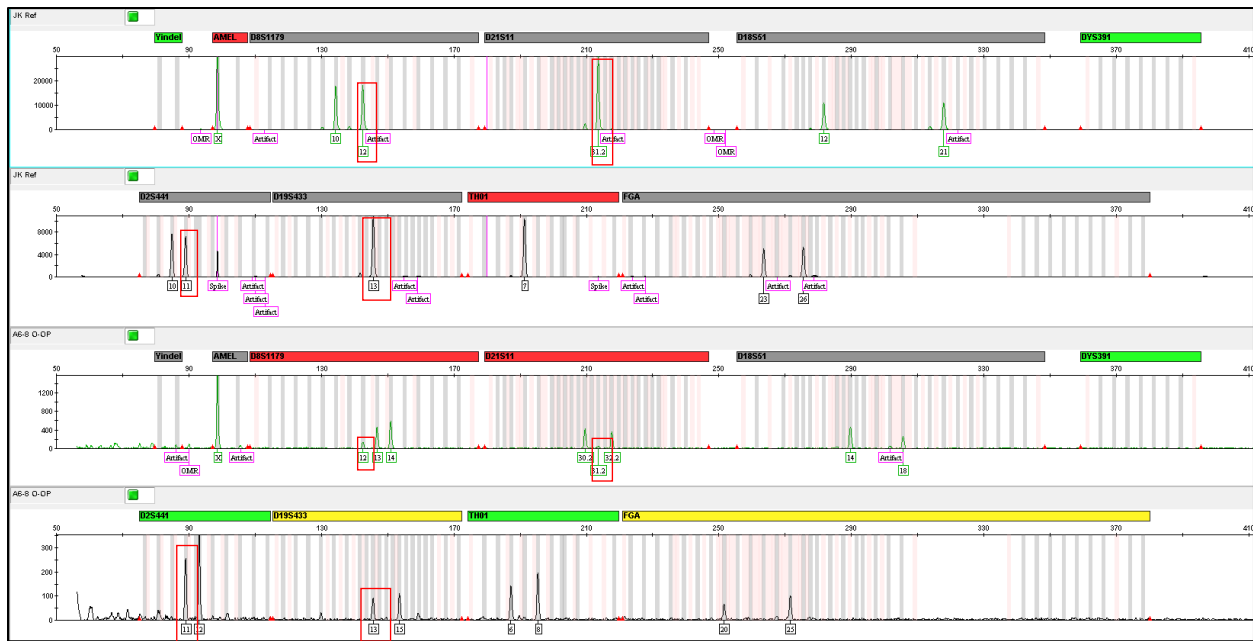 JK Ref
Yindel AMEL D8S1179 D21S11 D18S51 DYS391
50 90 130 170 210 250 290 330 370 410
20000
10000
0
OMR X Artifact 10 Artifact Artifact OMR 12 Artifact
12 31.2 OMR 21
JK Ref
D2S441 D19S433 TH01 FGA
50 90 130 170 210 250 290 330 370 410
8000
4000
0
10 11 Spike Artifact 13 Artifact 7 Spike Artifact 23 Artifact 26 Artifact
Artifact Artifact Artifact
Artifact
A6-8 O-OP
Yindel AMEL D8S1179 D21S11 D18S51 DYS391
50 90 130 170 210 250 290 330 370 410
1200
800
400
0
Artifact X Artifact 12 13 14 30.2 32.2 14 Artifact 18
OMR 31.2
A6-8 O-OP
D2S441 D19S433 TH01 FGA
50 90 130 170 210 250 290 330 370 410
300
200
100
0
11 13 15 6 8 20 25